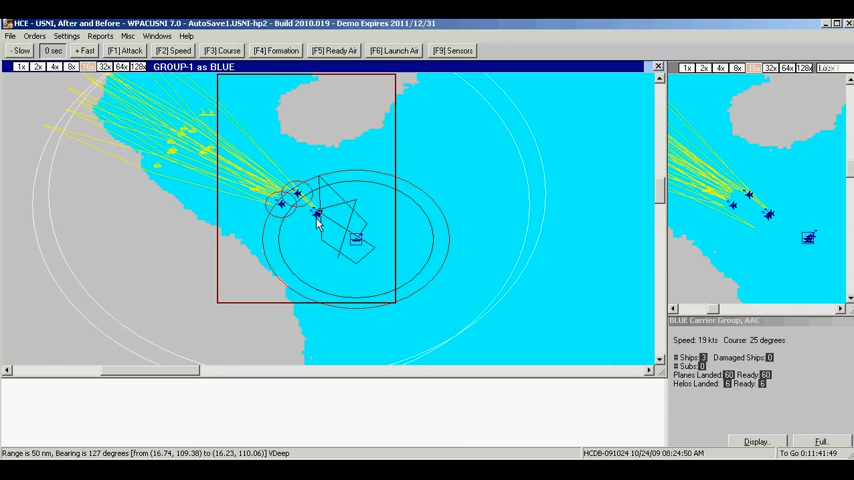 HCE - USNI, After and Before - WPACUSNI 7.0 - AutoSave1.USNI-hp2 - Build 2010.019 - Demo Expires 2011/12/31
File Orders Settings Reports Misc Windows Help
- Slow 0 sec + Fast [F1] Attack [F2] Speed [F3] Course [F4] Formation [F5] Ready Air [F6] Launch Air [F9] Sensors
1x 2x 4x 8x 16x 32x 64x 128x GROUP-1 as BLUE
1x 2x 4x 8x 16x 32x 64x 128x
BLUE Carrier Group, AAC
Speed: 19 kts Course: 25 degrees
# Ships: 3 Damaged Ships: 0
# Subs: 0
Planes Landed: 60 Ready: 60
Helos Landed: 6 Ready: 6
Display.. Full..
Range is 50 nm, Bearing is 127 degrees [from (16.74, 109.38) to (16.23, 110.06)] VDeep
HCDB-091024 10/24/09 08:24:50 AM
To Go 0:11:41:49